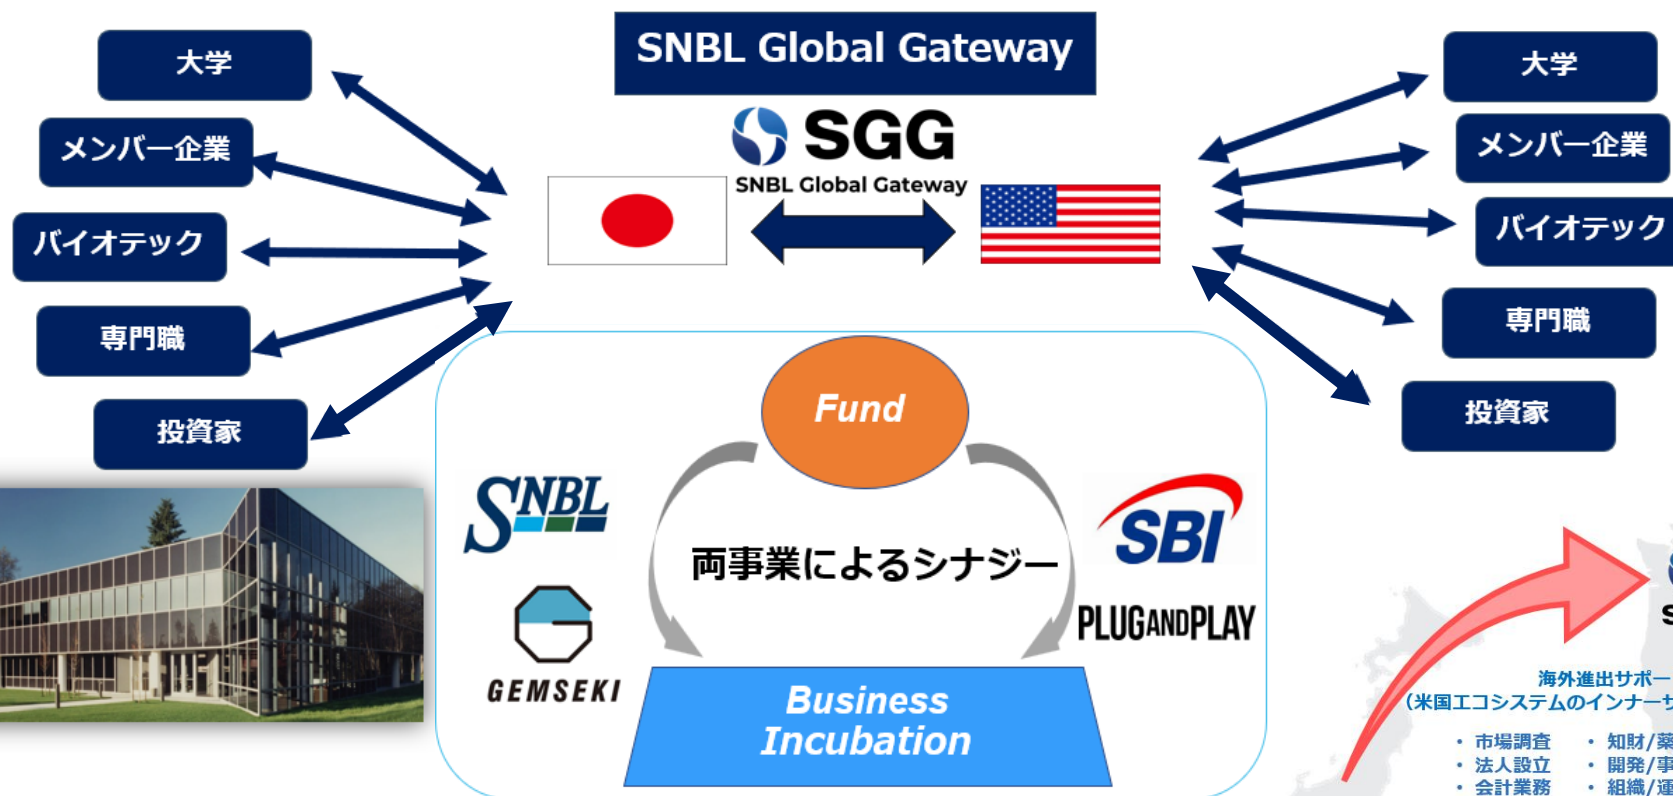 SNBL Global Gateway
SGG
SNBL Global Gateway
大学
メンバー企業
バイオテック
専門職
投資家
大学
メンバー企業
バイオテック
専門職
投資家
Fund
SNBL
SBI
両事業によるシナジー
GEMSEKI
PLUGANDPLAY
Business
Incubation
海外進出サポー
（米国エコシステムのインナーサ
・市場調査 ・知財/薬
・法人設立 ・開発/事
・会計業務 ・組織/運